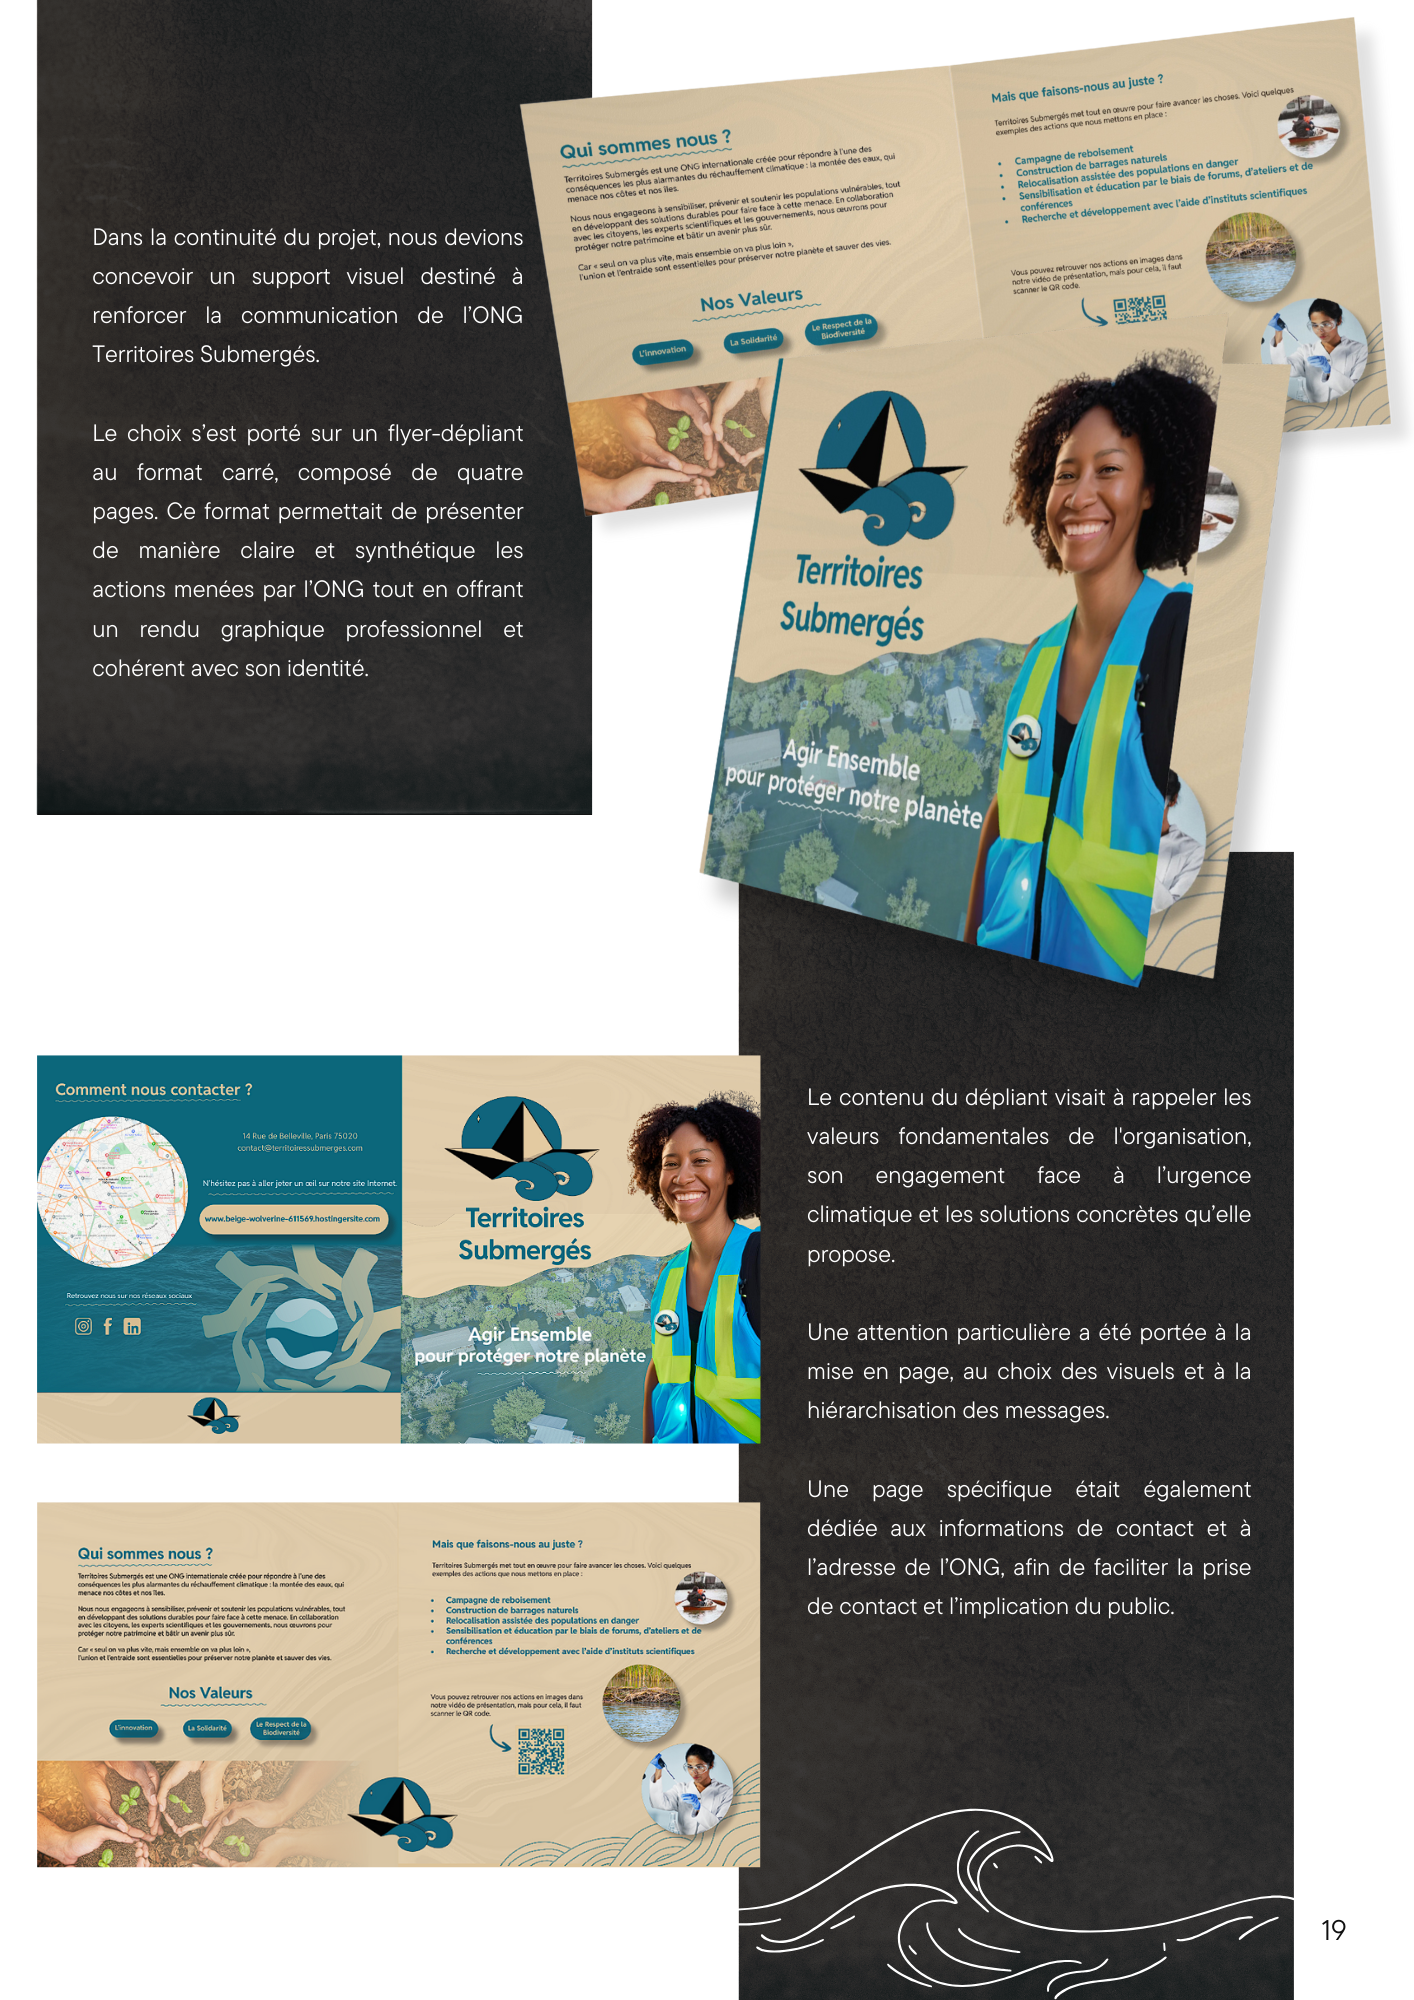 Dans la continuité du projet, nous devions
concevoir un support visuel destiné à
renforcer la communication de l'ONG
Territoires Submergés.
Le choix s'est porté sur un flyer-dépliant
au format carré, composé de quatre
pages. Ce format permettait de présenter
de manière claire et synthétique les
actions menées par l'ONG tout en offrant
un rendu graphique professionnel et
cohérent avec son identité.
Qui sommes nous ?
Territoires Submergés est une ONG internationale créée pour répondre à l'une des
conséquences les plus alarmantes du réchauffement climatique : la montée des eaux, qui
menace nos côtes et nos îles.
Nous nous engageons à sensibiliser, prévenir et soutenir les populations vulnérables, tout
en développant des solutions durables pour faire face à cette menace. En collaboration
avec les citoyens, les experts scientifiques et les gouvernements, nous œuvrons pour
protéger notre patrimoine et bâtir un avenir plus sûr.
Car « seul on va plus vite, mais ensemble on va plus loin »,
l'union et l'entraide sont essentielles pour préserver notre planète et sauver des vies.
Nos Valeurs
L'innovation
La Solidarité
Le Respect de la
Biodiversité
Mais que faisons-nous au juste ?
Territoires Submergés met tout en œuvre pour faire avancer les choses. Voici quelques
exemples des actions que nous mettons en place :
• Campagne de reboisement
• Construction de barrages naturels
• Relocalisation assistée des populations en danger
• Sensibilisation et éducation par le biais de forums, d'ateliers et de
conférences
• Recherche et développement avec l'aide d'instituts scientifiques
Vous pouvez retrouver nos actions en images dans
notre vidéo de présentation, mais pour cela, il faut
scanner le QR code.
Territoires
Submergés
Agir Ensemble
pour protéger notre planète
Comment nous contacter ?
14 Rue de Belleville, Paris 75020
contact@territoiressubmerges.com
N'hésitez pas à aller jeter un œil sur notre site Internet.
www.beige-wolverine-611569.hostingersite.com
Retrouvez nous sur nos réseaux sociaux
Territoires
Submergés
Agir Ensemble
pour protéger notre planète
Le contenu du dépliant visait à rappeler les
valeurs fondamentales de l'organisation,
son engagement face à l'urgence
climatique et les solutions concrètes qu'elle
propose.
Une attention particulière a été portée à la
mise en page, au choix des visuels et à la
hiérarchisation des messages.
Une page spécifique était également
dédiée aux informations de contact et à
l'adresse de l'ONG, afin de faciliter la prise
de contact et l'implication du public.
Qui sommes nous ?
Territoires Submergés est une ONG internationale créée pour répondre à l'une des
conséquences les plus alarmantes du réchauffement climatique : la montée des eaux, qui
menace nos côtes et nos îles.
Nous nous engageons à sensibiliser, prévenir et soutenir les populations vulnérables, tout
en développant des solutions durables pour faire face à cette menace. En collaboration
avec les citoyens, les experts scientifiques et les gouvernements, nous œuvrons pour
protéger notre patrimoine et bâtir un avenir plus sûr.
Car « seul on va plus vite, mais ensemble on va plus loin »,
l'union et l'entraide sont essentielles pour préserver notre planète et sauver des vies.
Nos Valeurs
L'innovation
La Solidarité
Le Respect de la
Biodiversité
Mais que faisons-nous au juste ?
Territoires Submergés met tout en œuvre pour faire avancer les choses. Voici quelques
exemples des actions que nous mettons en place :
• Campagne de reboisement
• Construction de barrages naturels
• Relocalisation assistée des populations en danger
• Sensibilisation et éducation par le biais de forums, d'ateliers et de
conférences
• Recherche et développement avec l'aide d'instituts scientifiques
Vous pouvez retrouver nos actions en images dans
notre vidéo de présentation, mais pour cela, il faut
scanner le QR code.
19